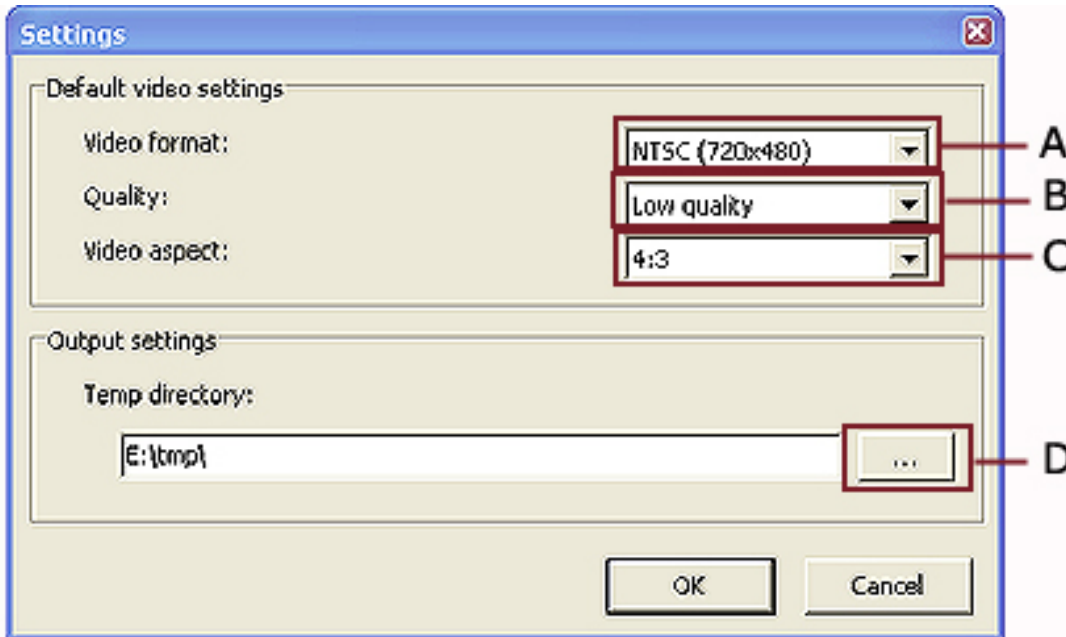 Settings
Default video settings
Video format: NTSC (720x480) A
Quality: Low quality B
Video aspect: 4:3 C
Output settings
Temp directory:
E:\tmp\ ... D
OK Cancel